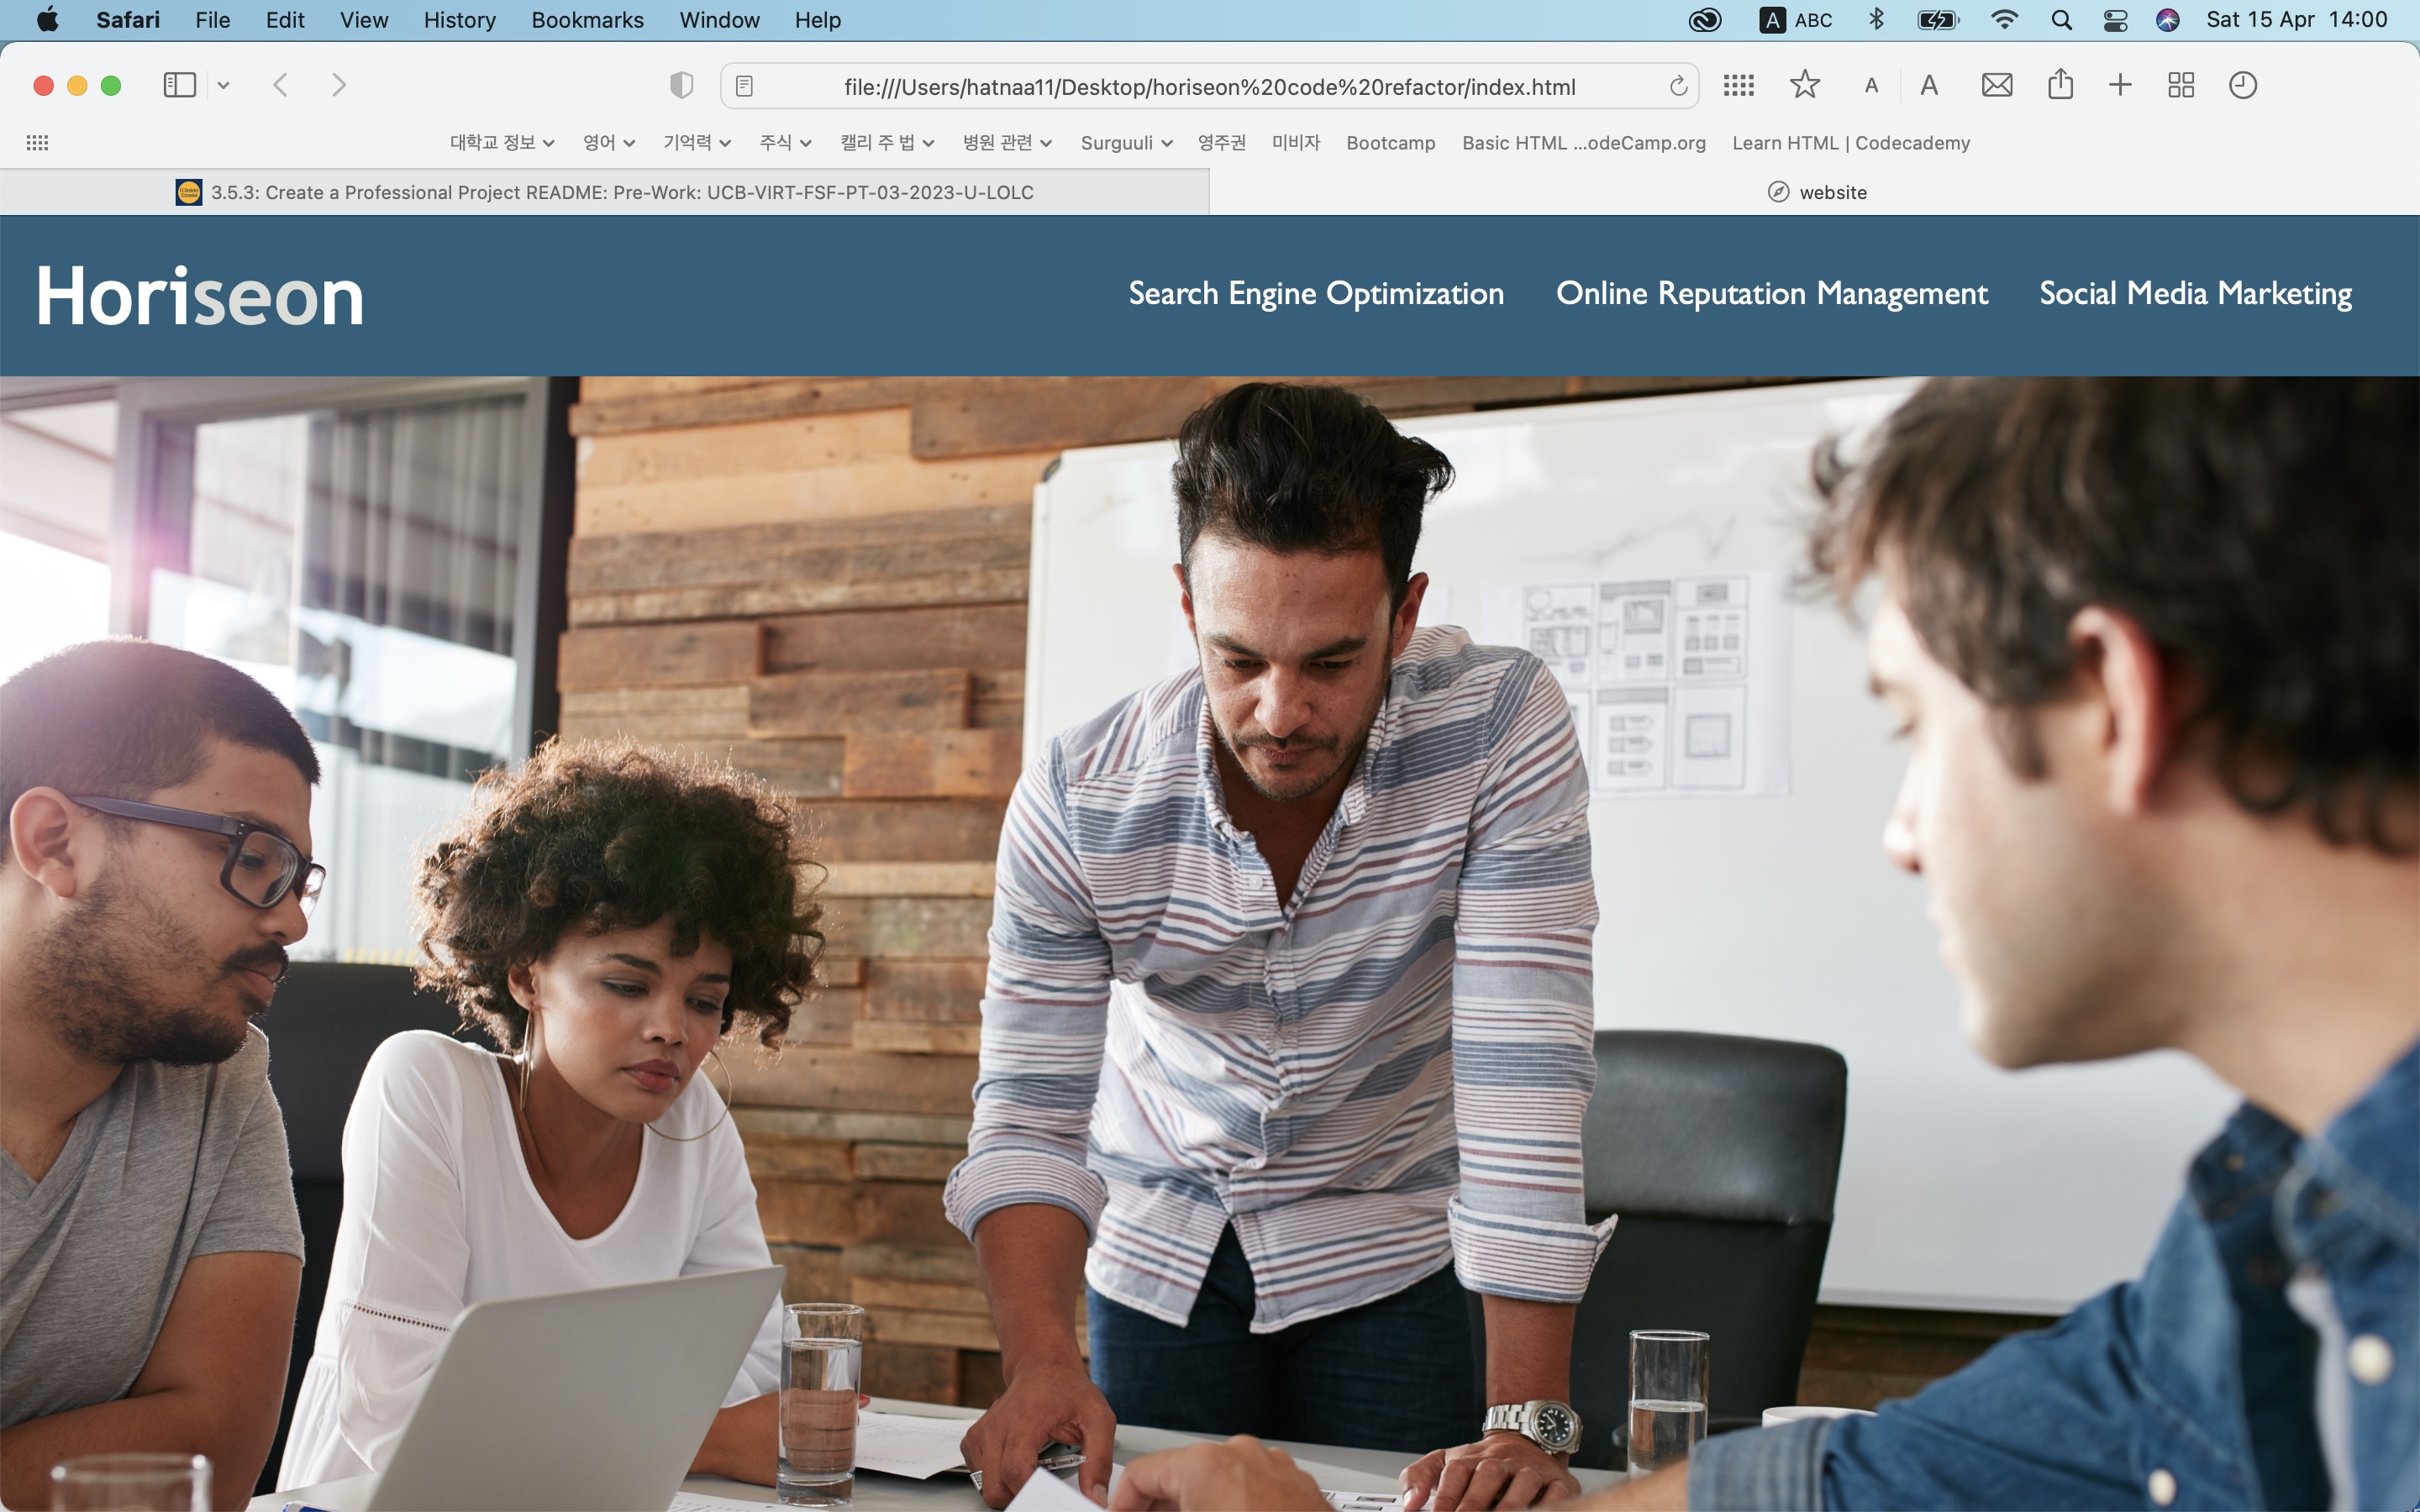 Safari File Edit View History Bookmarks Window Help A ABC Sat 15 Apr 14:00
file:///Users/hatnaa11/Desktop/horiseon%20code%20refactor/index.html A A
대학교 정보 영어 기억력 주식 캘리 주 법 병원 관련 Surguuli 영주권 미비자 Bootcamp Basic HTML ...odeCamp.org Learn HTML | Codecademy
3.5.3: Create a Professional Project README: Pre-Work: UCB-VIRT-FSF-PT-03-2023-U-LOLC website
Horiseon Search Engine Optimization Online Reputation Management Social Media Marketing